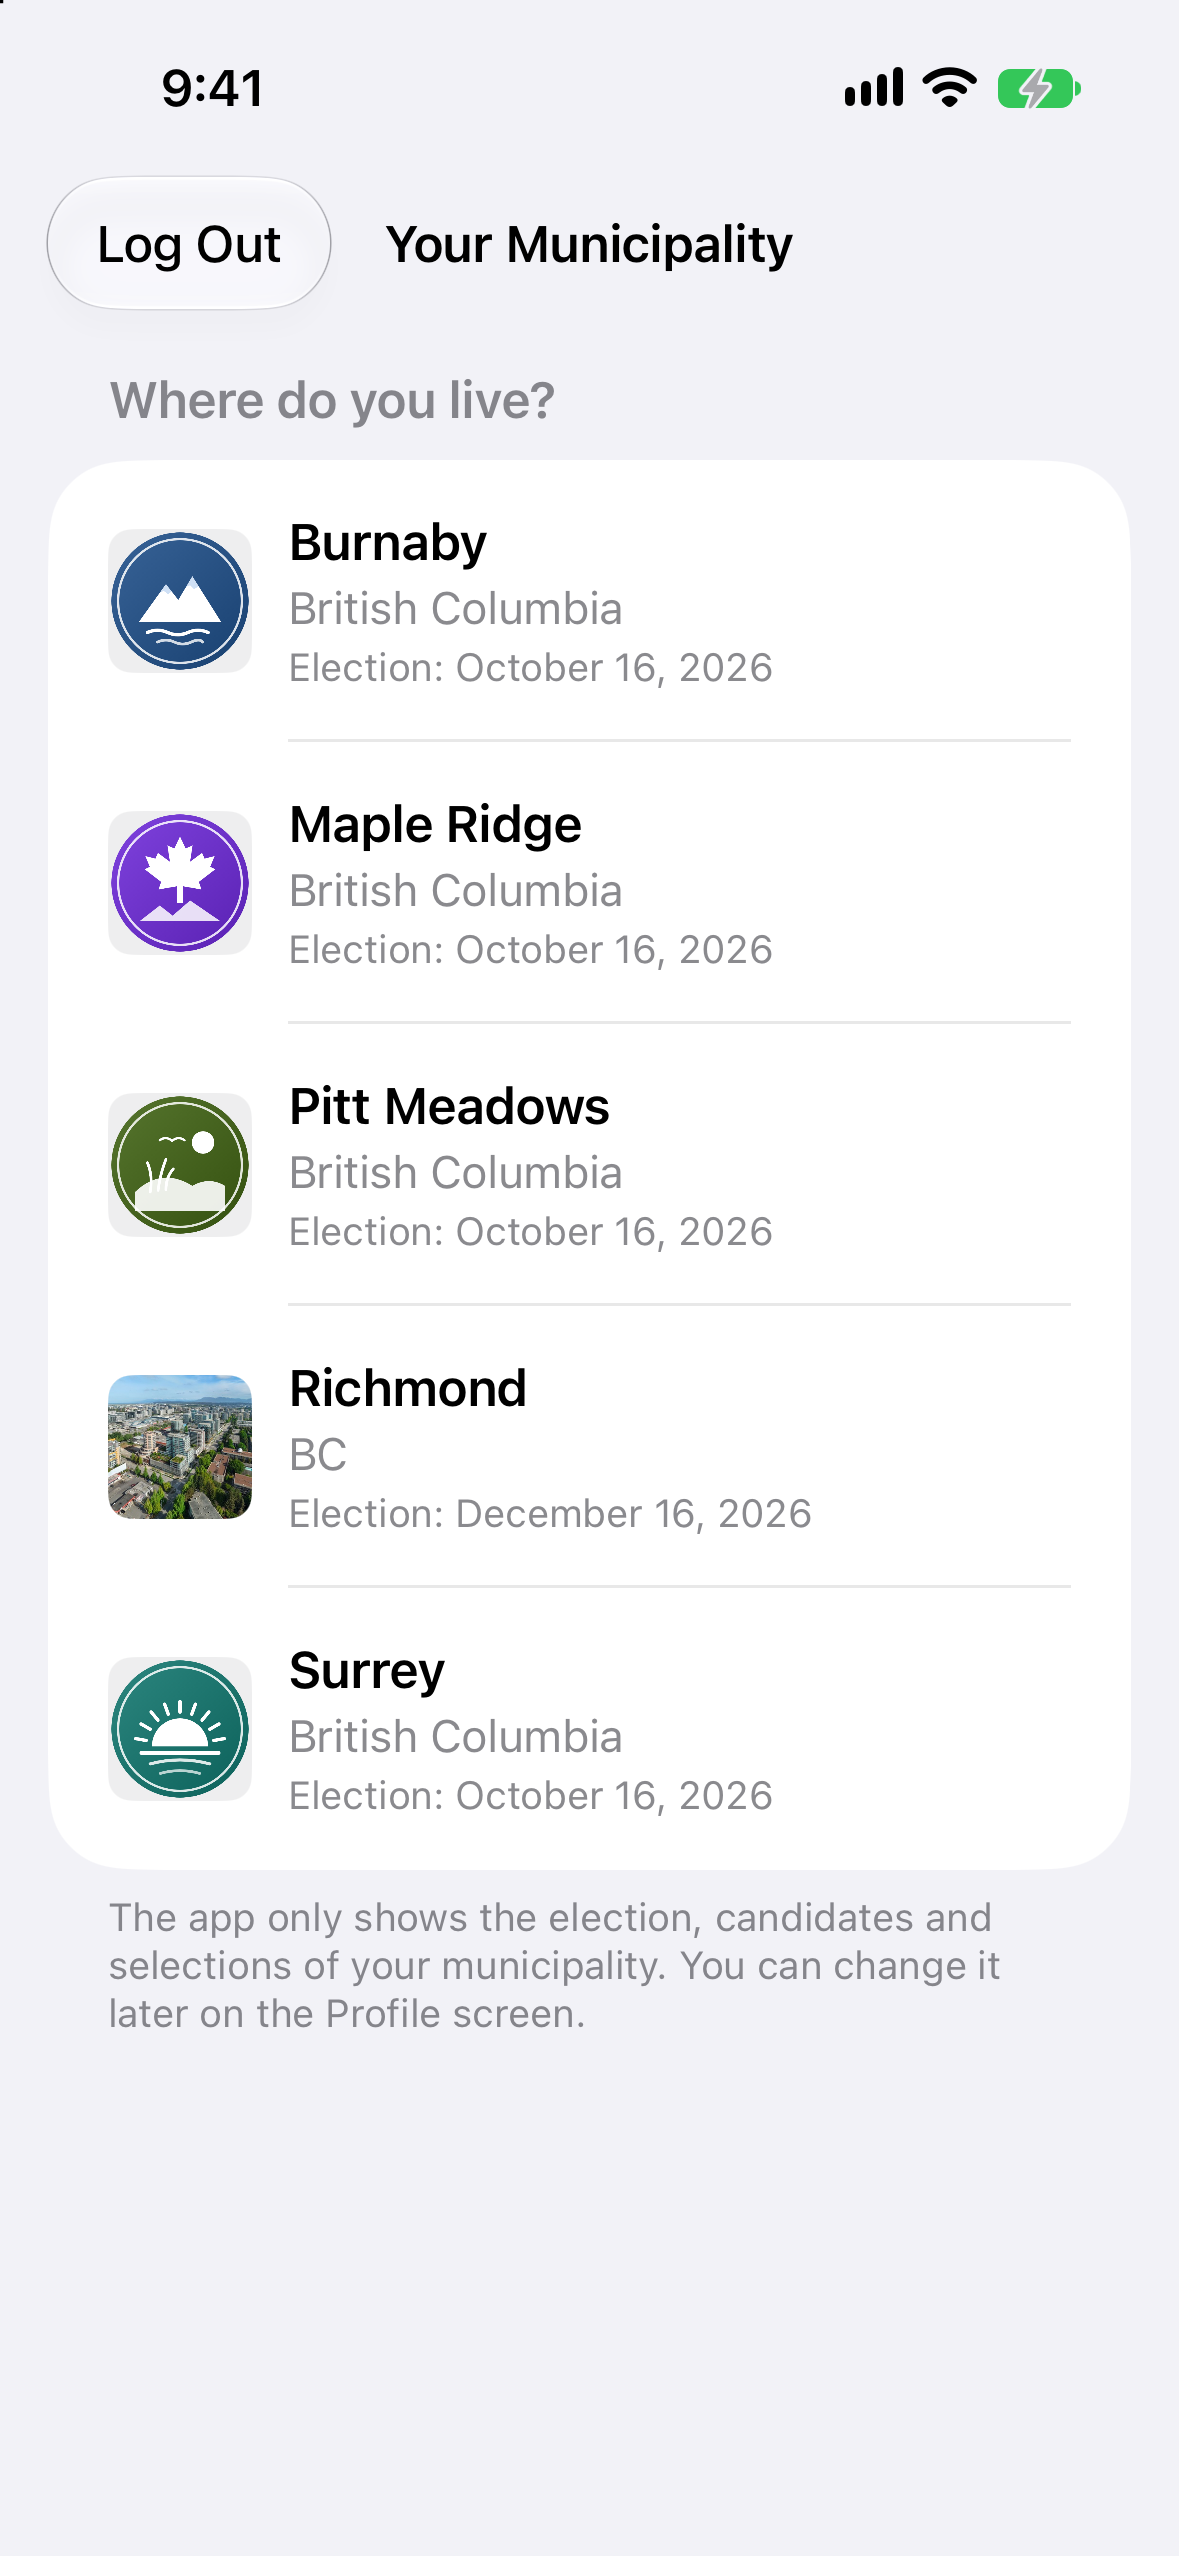 9:41
Log Out
Your Municipality
Where do you live?
Burnaby
British Columbia
Election: October 16, 2026
Maple Ridge
British Columbia
Election: October 16, 2026
Pitt Meadows
British Columbia
Election: October 16, 2026
Richmond
BC
Election: December 16, 2026
Surrey
British Columbia
Election: October 16, 2026
The app only shows the election, candidates and
selections of your municipality. You can change it
later on the Profile screen.